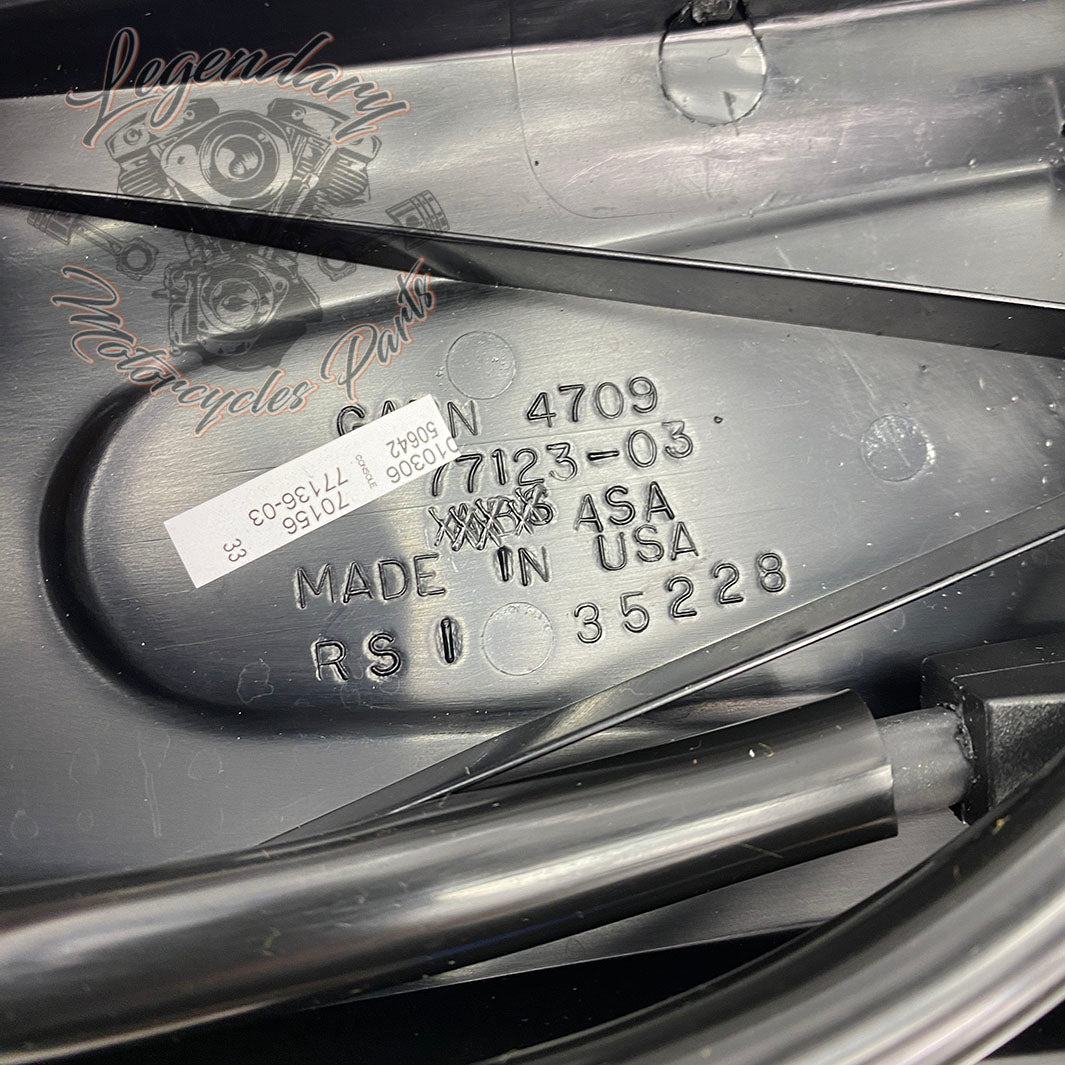 Legendary
Motorcycles Parts
4709
77123-03
ASA
MADE IN USA
RS 35228
010306 70156 33
50642 CONSOLE 77136-03